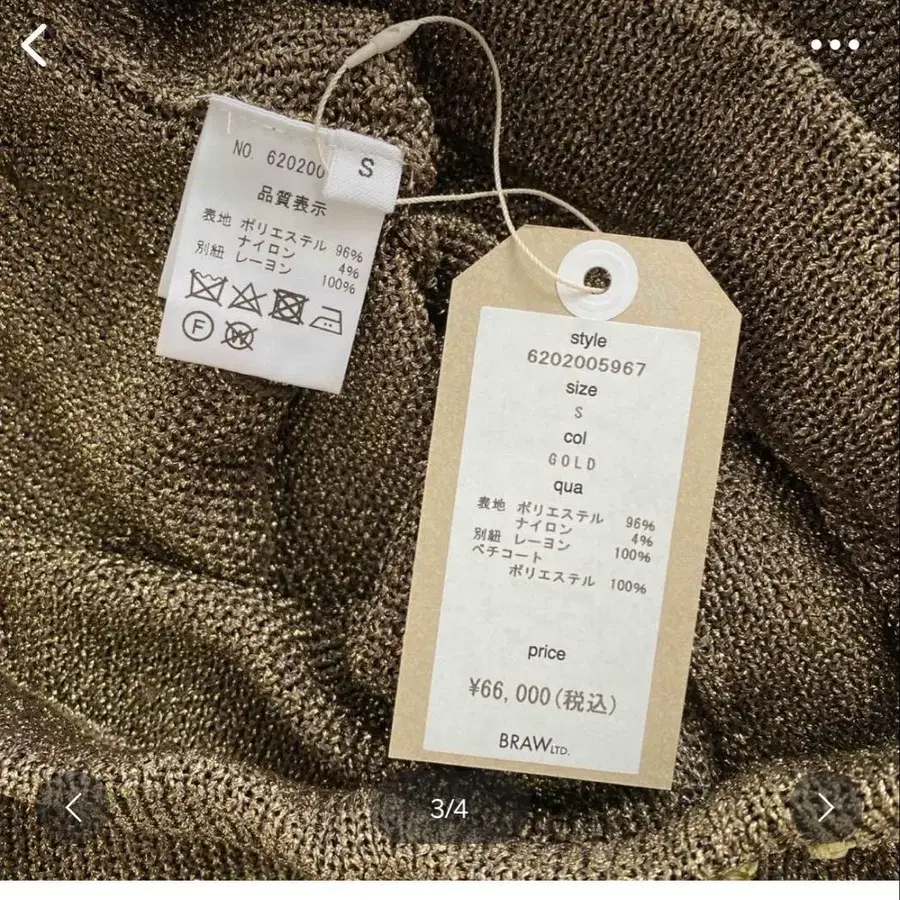 NO. 620200
S
品質表示
表地 ポリエステル 96%
ナイロン 4%
別紐 レーヨン 100%
F
W
style
6202005967
size
S
col
GOLD
qua
表地 ポリエステル 96%
ナイロン 4%
別紐 レーヨン 100%
ペチコート
ポリエステル 100%
price
¥66,000(税込)
BRAW LTD.
3/4